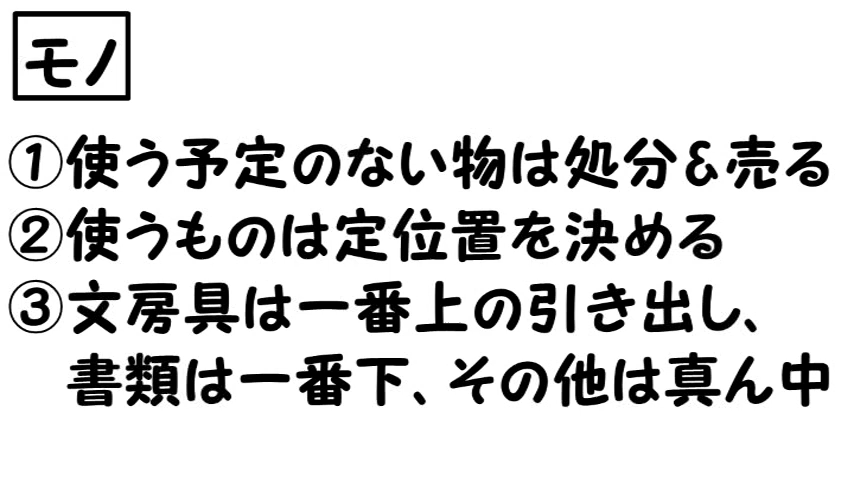 モノ
①使う予定のない物は処分&売る
②使うものは定位置を決める
③文房具は一番上の引き出し、
書類は一番下、その他は真ん中